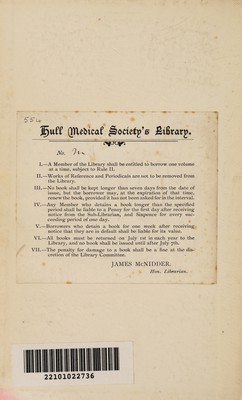 554
Hull Medical Society's Library.
No.
I.—A Member of the Library shall be entitled to borrow one volume
at a time, subject to Rule II.
II.—Works of Reference and Periodicals are not to be removed from
the Library.
III.—No book shall be kept longer than seven days from the date of
issue, but the borrower may, at the expiration of that time,
renew the book, provided it has not been asked for in the interval.
IV.—Any Member who detains a book longer than the specified
period shall be liable to a Penny for the first day after receiving
notice from the Sub-Librarian, and Sixpence for every suc-
ceeding period of one day.
V.—Borrowers who detain a book for one week after receiving
notice that they are in default shall be liable for its value.
VI.—All books must be returned on July 1st in each year to the
Library, and no book shall be issued until after July 7th.
VII.—The penalty for damage to a book shall be a fine at the dis-
cretion of the Library Committee.
JAMES McNIDDER,
Hon. Librarian.
22101022736